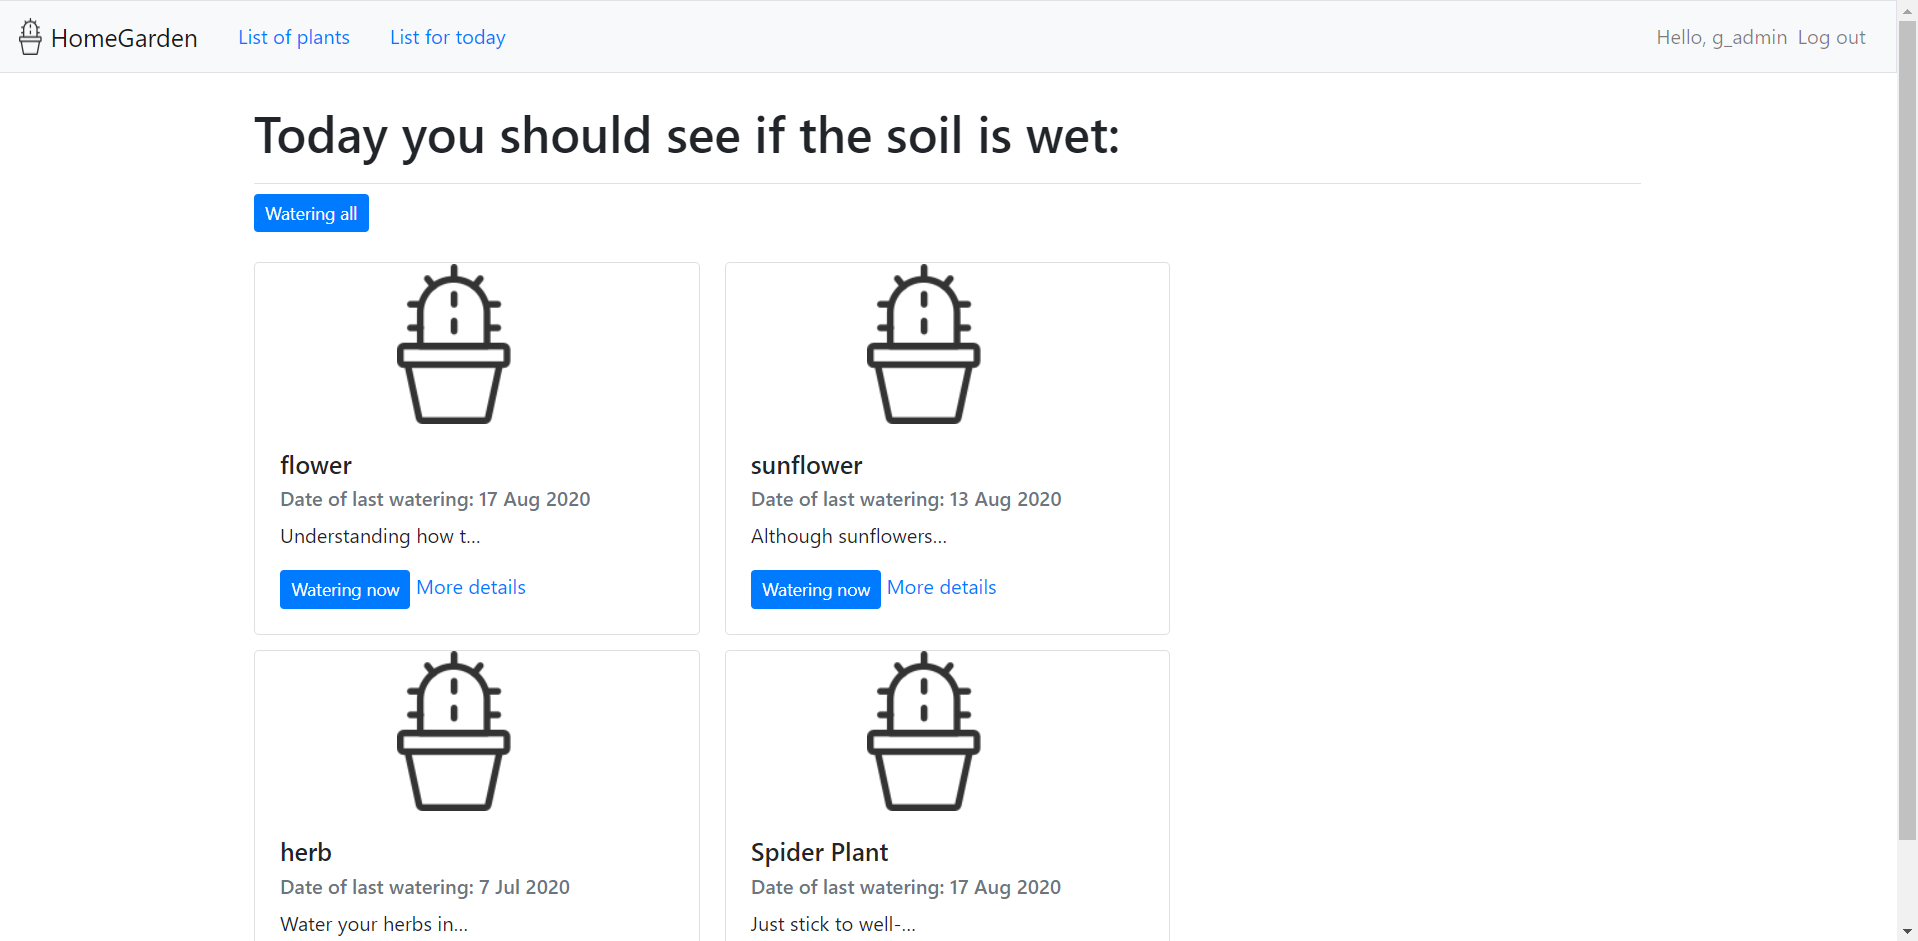 HomeGarden List of plants List for today Hello, g_admin Log out
Today you should see if the soil is wet:
Watering all
flower
Date of last watering: 17 Aug 2020
Understanding how t...
Watering now More details
sunflower
Date of last watering: 13 Aug 2020
Although sunflowers...
Watering now More details
herb
Date of last watering: 7 Jul 2020
Water your herbs in...
Spider Plant
Date of last watering: 17 Aug 2020
Just stick to well-...